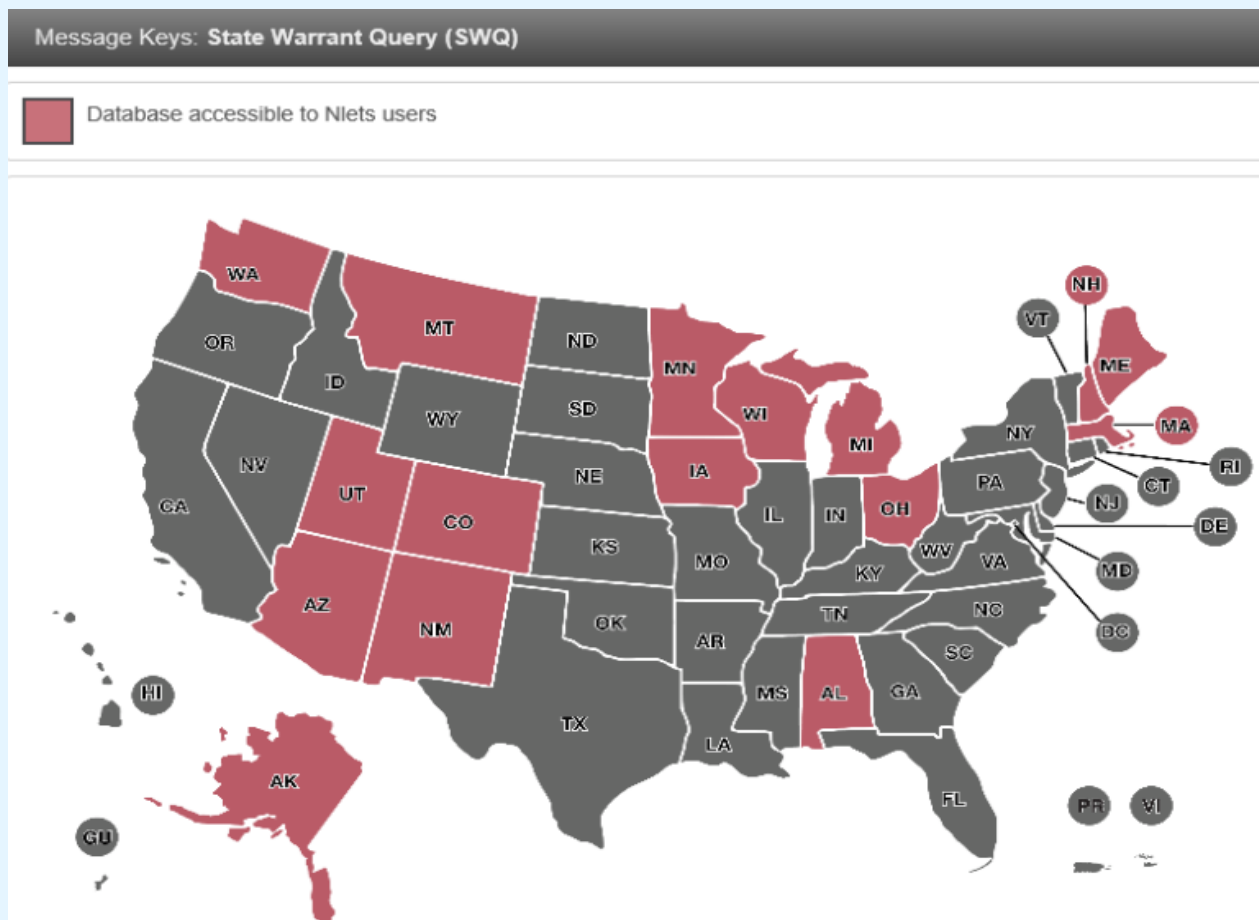 Message Keys: State Warrant Query (SWQ)
Database accessible to Nlets users
WA
MT
ND
MN
OR
ID
WY
SD
WI
MI
NH
VT
ME
MA
NY
RI
CT
PA
NJ
DE
MD
DC
NV
CA
UT
CO
NE
IA
IL
IN
OH
WV
VA
KS
MO
KY
AZ
NM
OK
AR
TN
NC
SC
MS
AL
GA
TX
LA
FL
HI
AK
GU
PR
VI